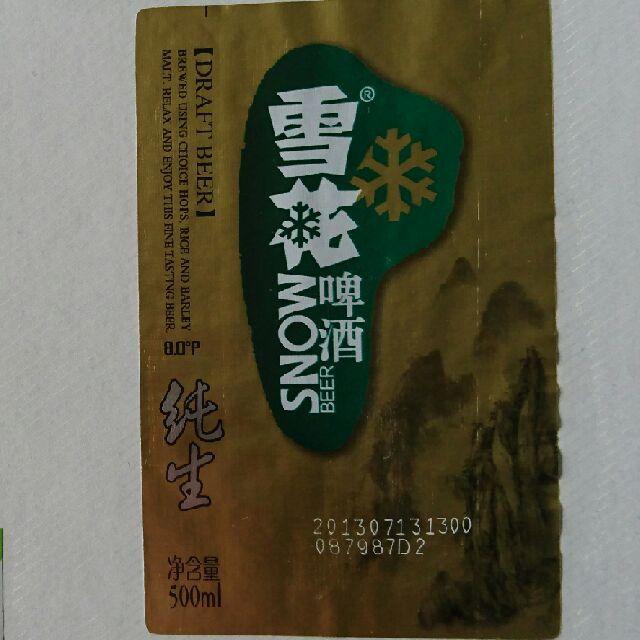 【DRAFT BEER】
BREWED USING CHOICE HOPS, RICE AND BARLEY
MALT. RELAX AND ENJOY THIS FINE TASTING BEER.
8.0°P
纯生
净含量
500ml
雪花®
啤酒
SNOW
BEER
201307131300
087987D2